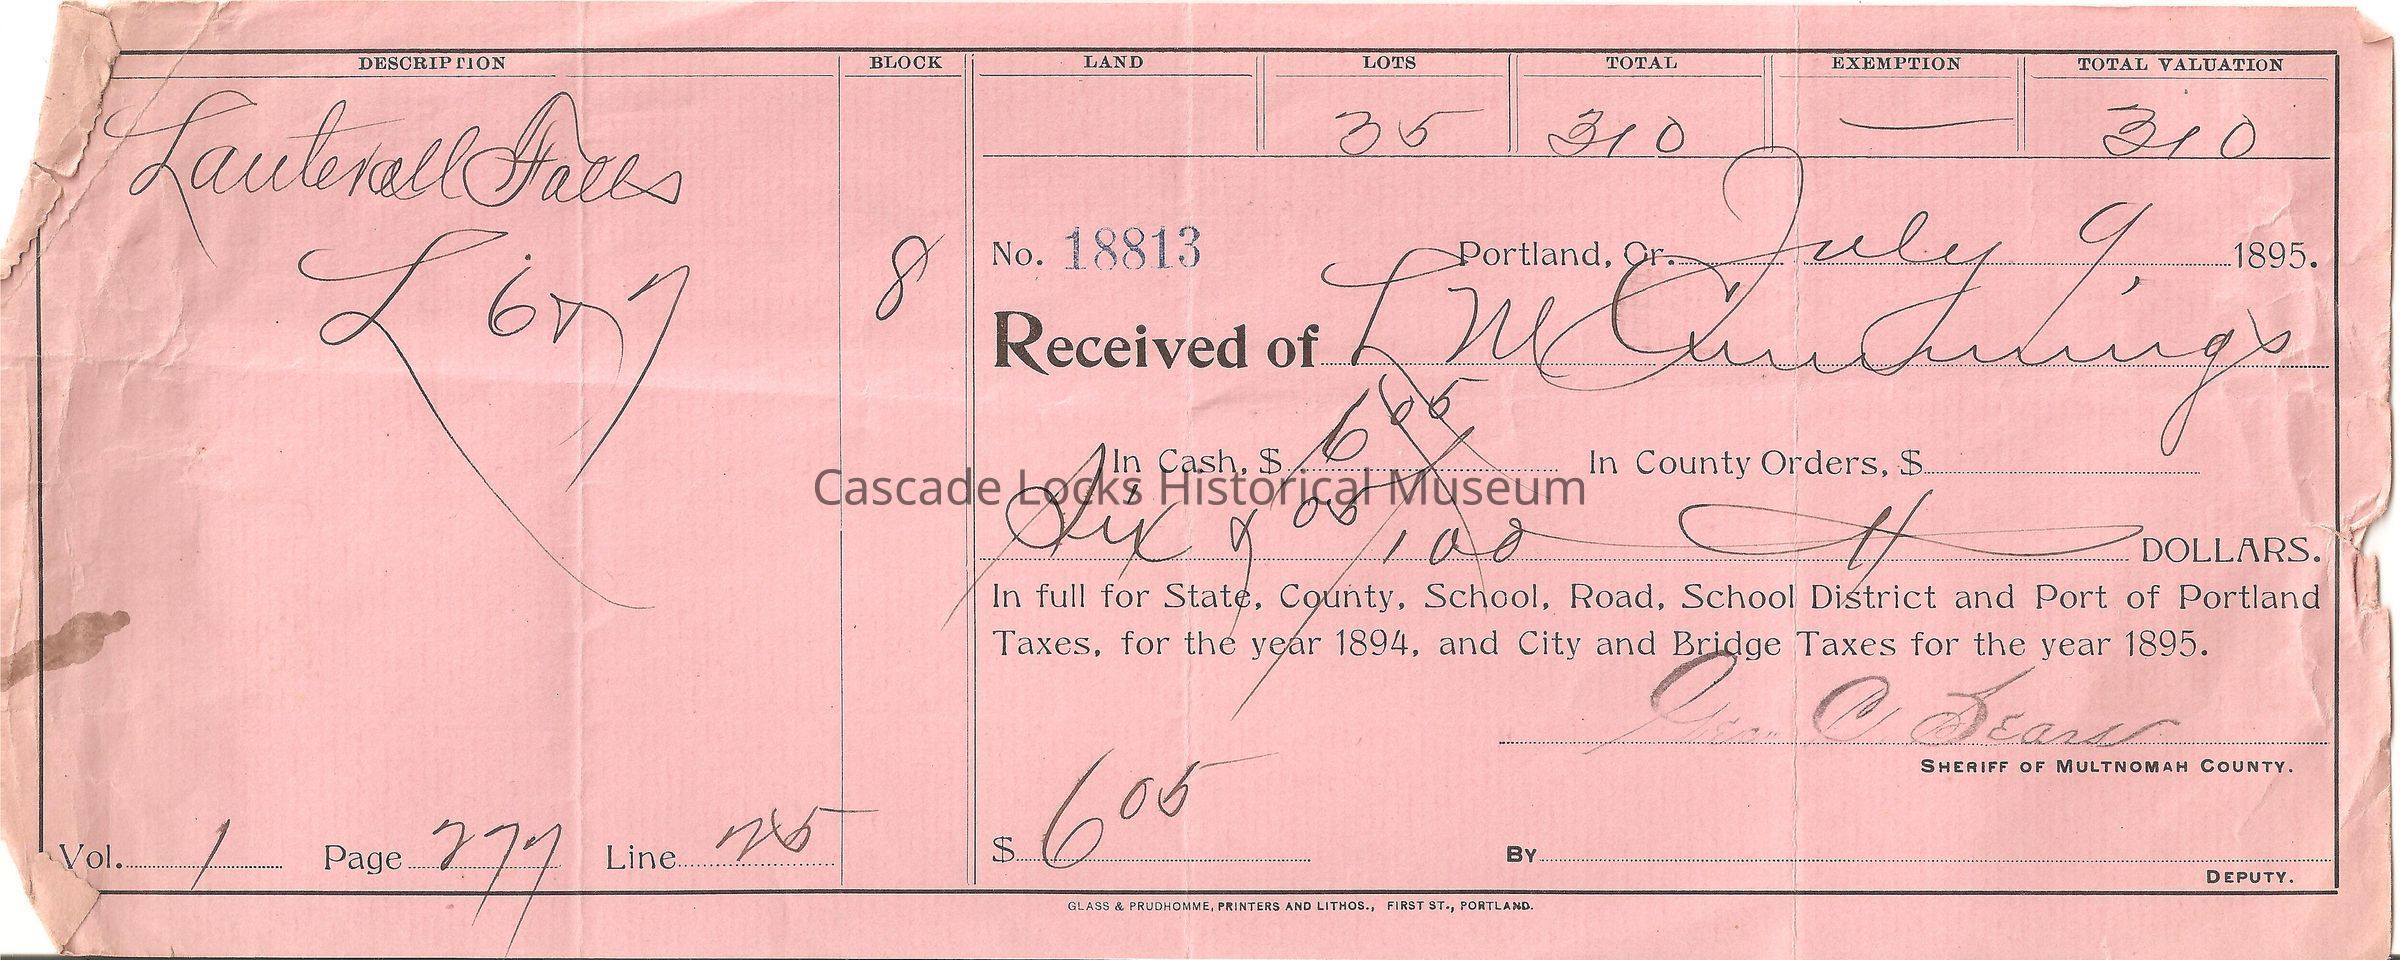 DESCRIPTION BLOCK LAND LOTS TOTAL EXEMPTION TOTAL VALUATION
35 310 — 310
Falls
L 6 & 7 8
No. 18813 Portland, Or. July 9, 1895.
Received of L M Cummings
In Cash, $ 6 05 In County Orders, $
Cascade Locks Historical Museum
Six & 05/100 DOLLARS.
In full for State, County, School, Road, School District and Port of Portland
Taxes, for the year 1894, and City and Bridge Taxes for the year 1895.
Geo. C Sears
SHERIFF OF MULTNOMAH COUNTY.
Vol. 1 Page 277 Line 25 $ 6 05 BY
DEPUTY.
GLASS & PRUDHOMME, PRINTERS AND LITHOS., FIRST ST., PORTLAND.